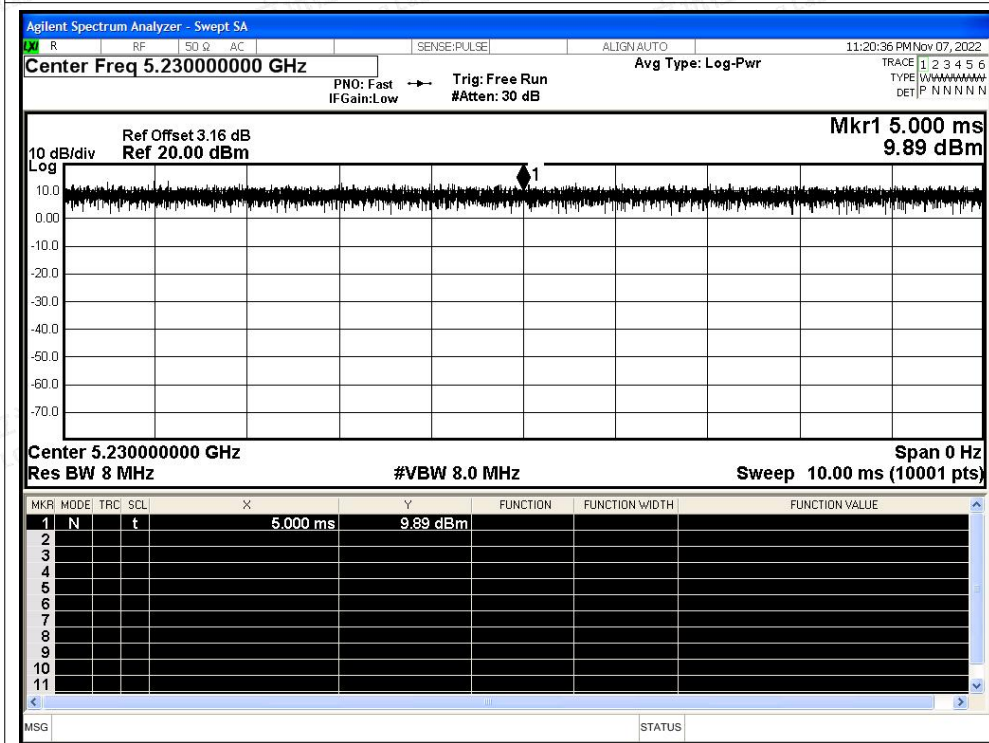 Agilent Spectrum Analyzer - Swept SA
LXI R RF 50 Ω AC SENSE:PULSE ALIGN AUTO 11:20:36 PM Nov 07, 2022
Center Freq 5.230000000 GHz
Avg Type: Log-Pwr
TRACE 1 2 3 4 5 6
PNO: Fast Trig: Free Run
TYPE WWWWWW
IFGain:Low #Atten: 30 dB
DET P N N N N N
Mkr1 5.000 ms
Ref Offset 3.16 dB
10 dB/div Ref 20.00 dBm 9.89 dBm
Log
1
10.0
0.00
-10.0
-20.0
-30.0
-40.0
-50.0
-60.0
-70.0
Center 5.230000000 GHz Span 0 Hz
Res BW 8 MHz #VBW 8.0 MHz Sweep 10.00 ms (10001 pts)
MKR MODE TRC SCL X Y FUNCTION FUNCTION WIDTH FUNCTION VALUE
1 N t 5.000 ms 9.89 dBm
2
3
4
5
6
7
8
9
10
11
MSG STATUS